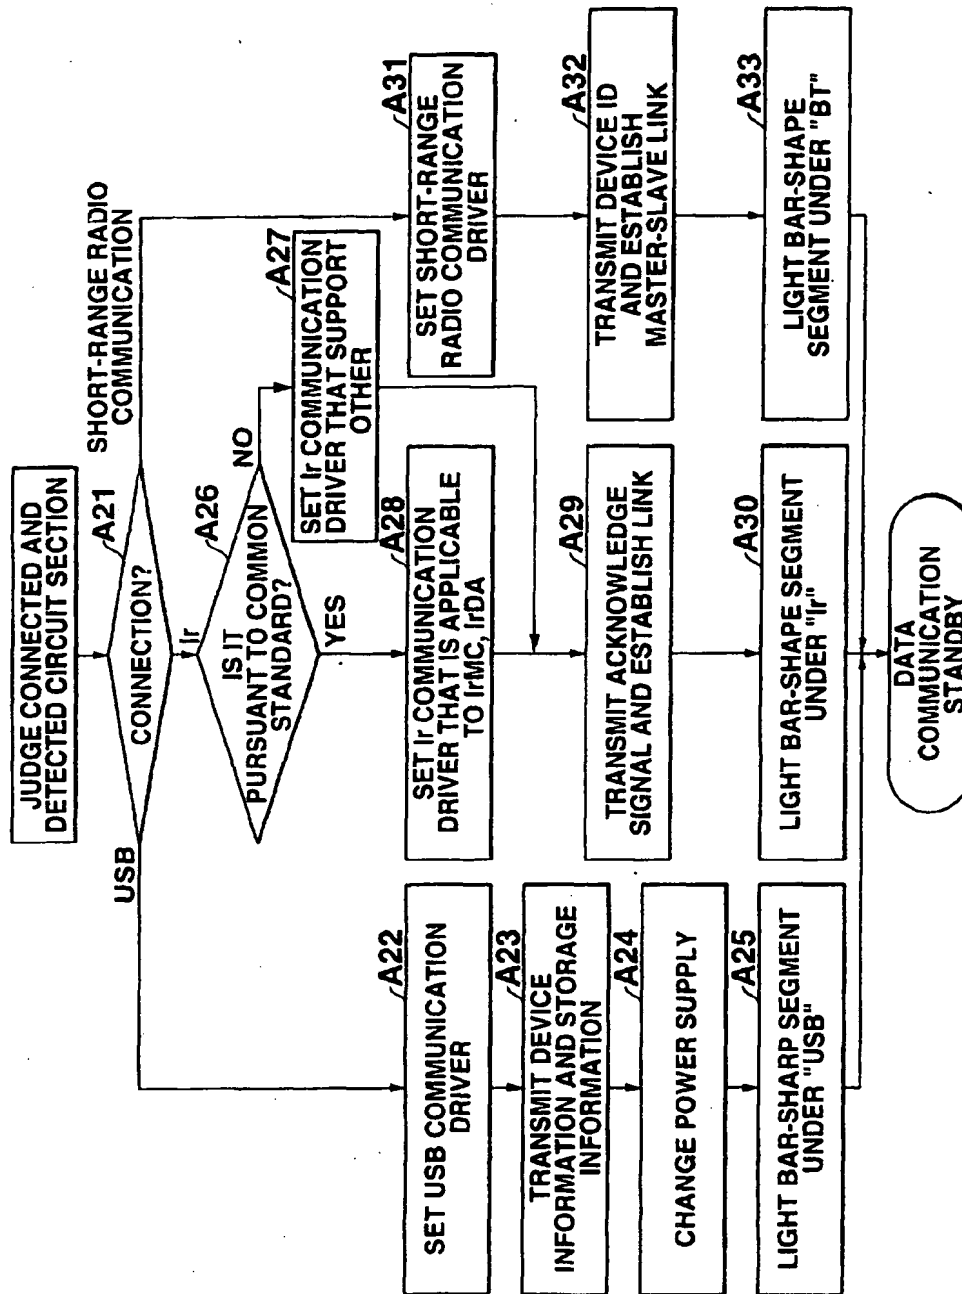 JUDGE CONNECTED AND
DETECTED CIRCUIT SECTION
A21
CONNECTION?
USB
Ir
SHORT-RANGE RADIO
COMMUNICATION
A22
SET USB COMMUNICATION
DRIVER
A23
TRANSMIT DEVICE
INFORMATION AND STORAGE
INFORMATION
A24
CHANGE POWER SUPPLY
A25
LIGHT BAR-SHARP SEGMENT
UNDER "USB"
A26
IS IT
PURSUANT TO COMMON
STANDARD?
NO
YES
A27
SET Ir COMMUNICATION
DRIVER THAT SUPPORT
OTHER
A28
SET Ir COMMUNICATION
DRIVER THAT IS APPLICABLE
TO IrMC, IrDA
A29
TRANSMIT ACKNOWLEDGE
SIGNAL AND ESTABLISH LINK
A30
LIGHT BAR-SHAPE SEGMENT
UNDER "Ir"
A31
SET SHORT-RANGE
RADIO COMMUNICATION
DRIVER
A32
TRANSMIT DEVICE ID
AND ESTABLISH
MASTER-SLAVE LINK
A33
LIGHT BAR-SHAPE
SEGMENT UNDER "BT"
DATA
COMMUNICATION
STANDBY